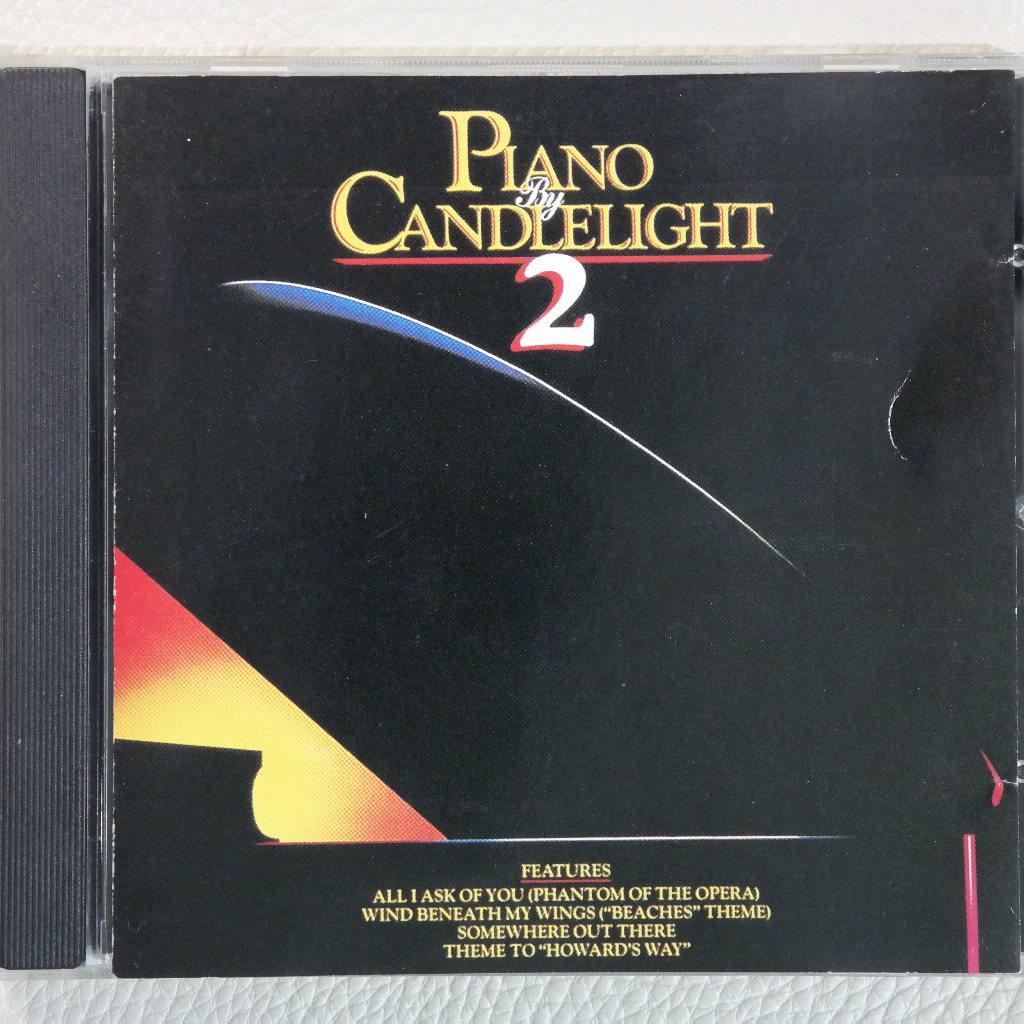 PIANO
By
CANDLELIGHT
2
FEATURES
ALL I ASK OF YOU (PHANTOM OF THE OPERA)
WIND BENEATH MY WINGS ("BEACHES" THEME)
SOMEWHERE OUT THERE
THEME TO "HOWARD'S WAY"